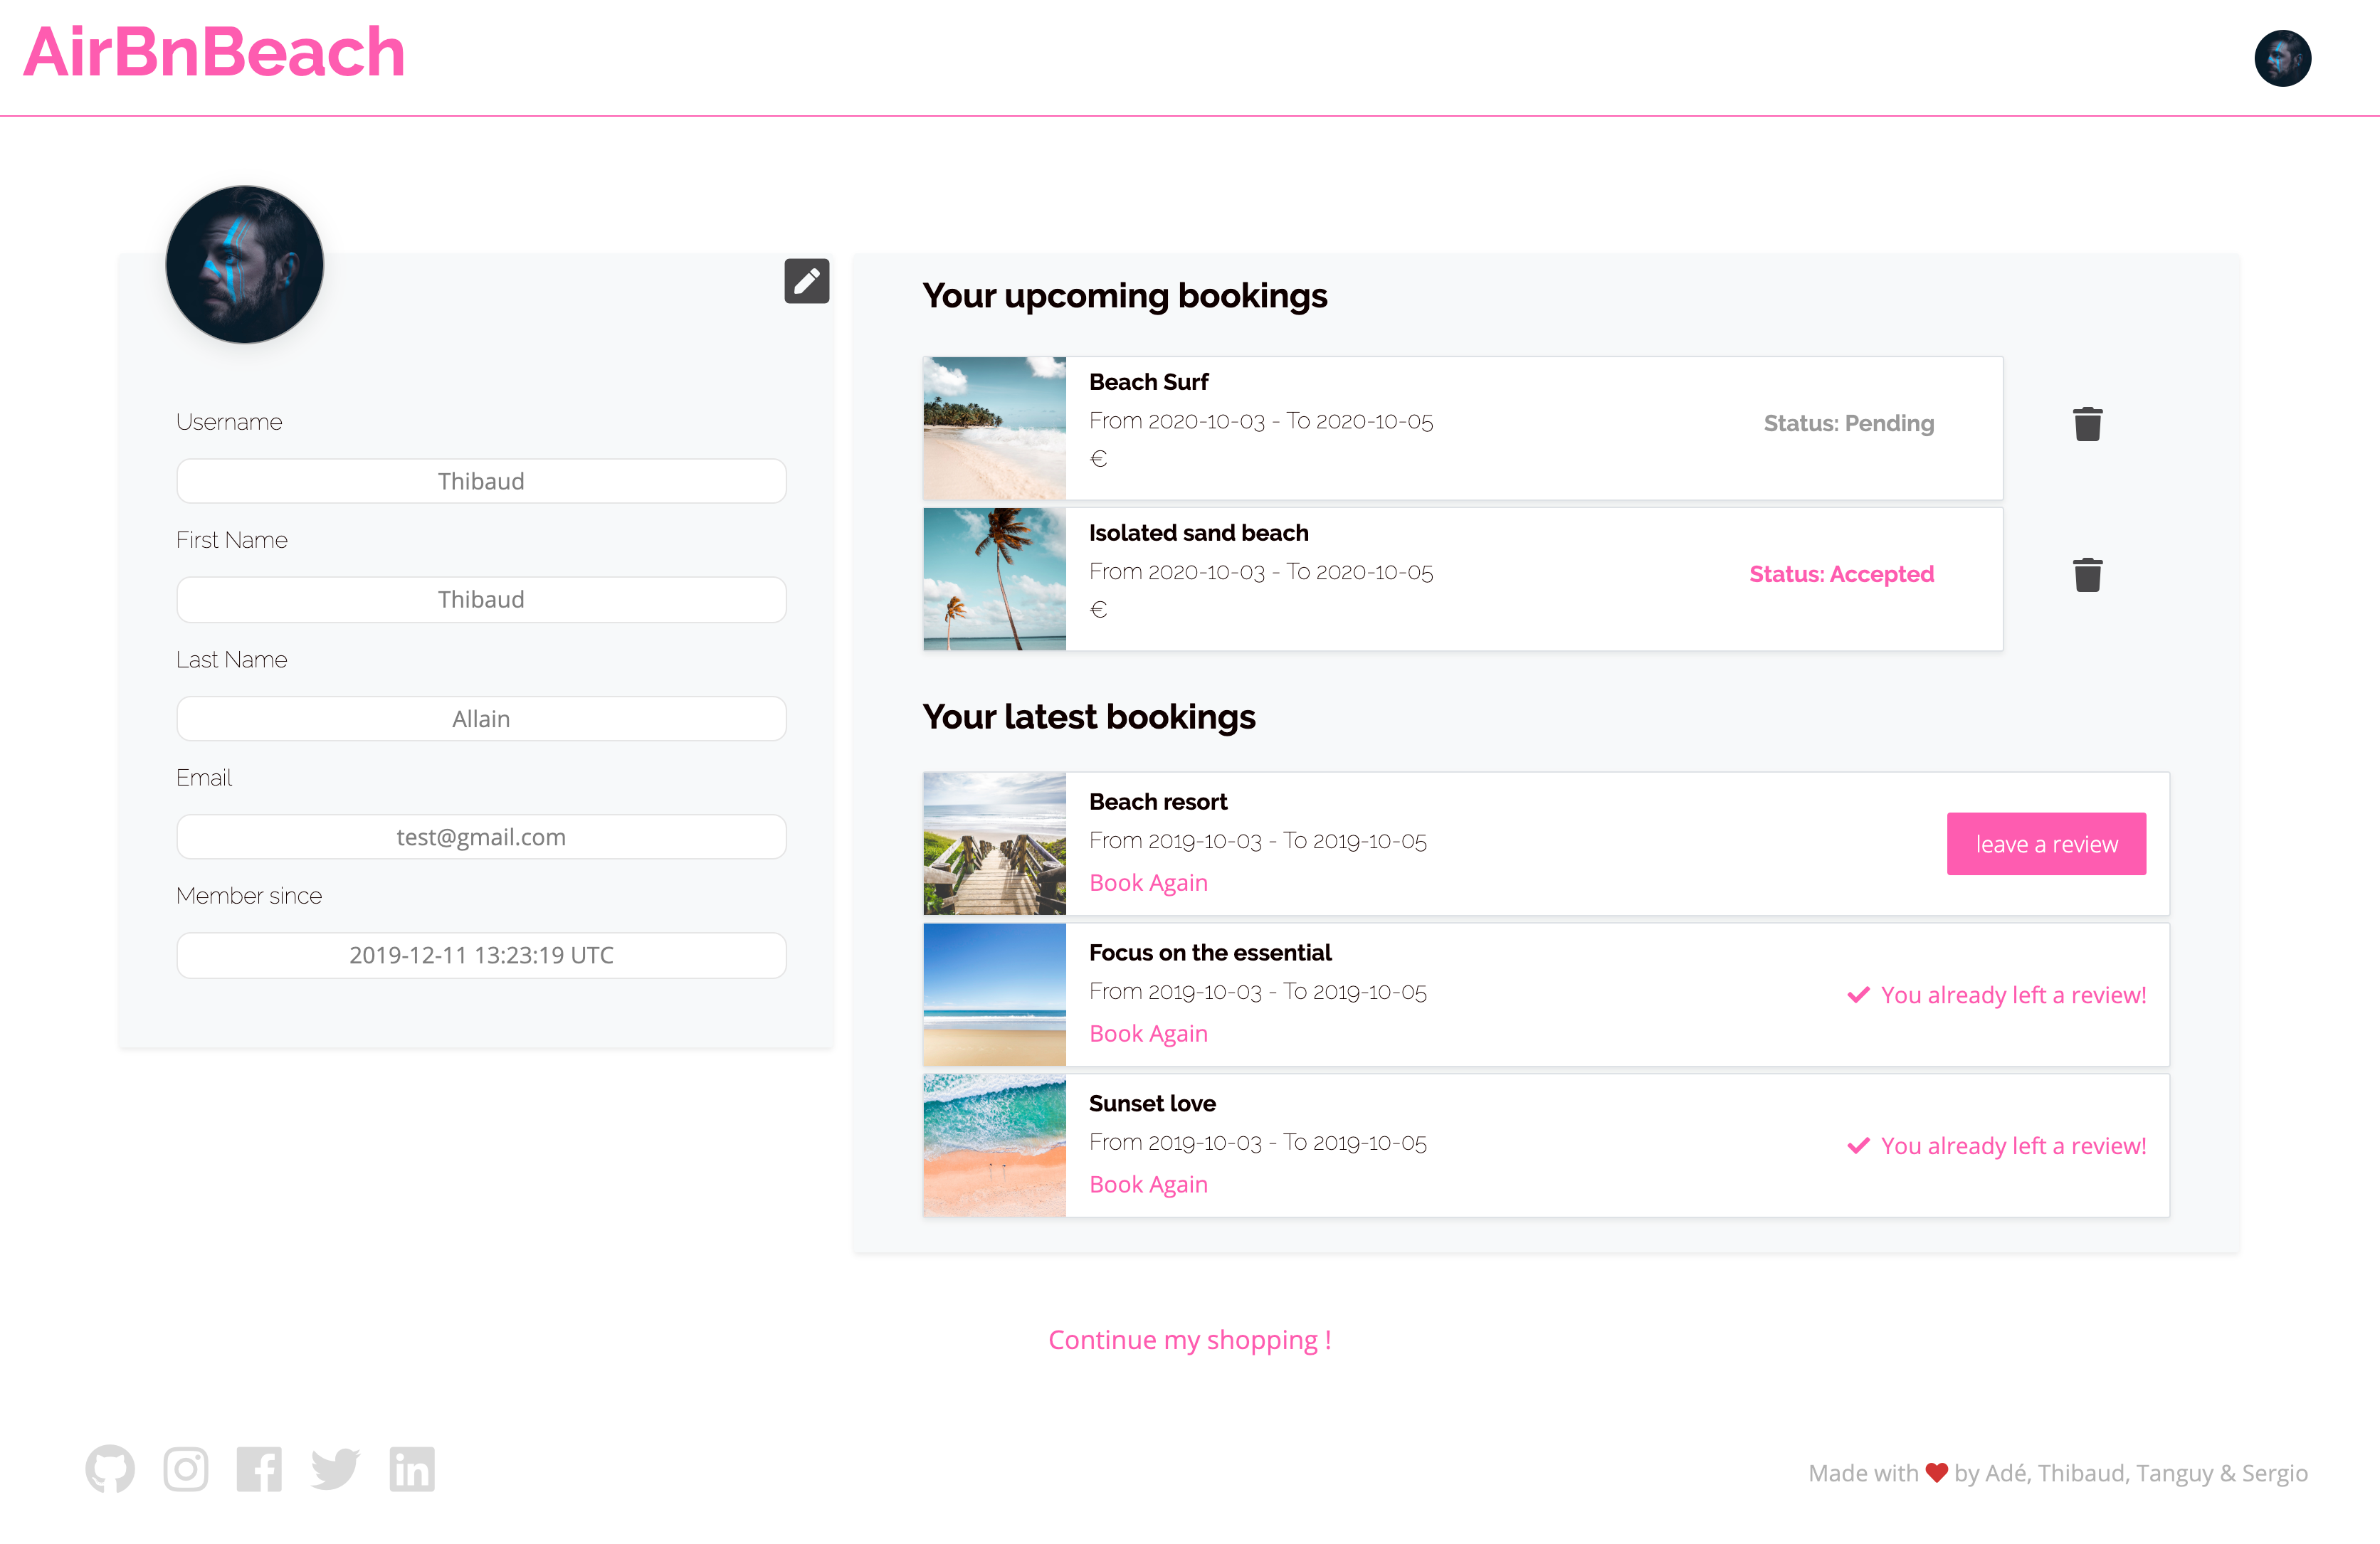 AirBnBeach
Username
Thibaud
First Name
Thibaud
Last Name
Allain
Email
test@gmail.com
Member since
2019-12-11 13:23:19 UTC
Your upcoming bookings
Beach Surf
From 2020-10-03 - To 2020-10-05
€
Status: Pending
Isolated sand beach
From 2020-10-03 - To 2020-10-05
€
Status: Accepted
Your latest bookings
Beach resort
From 2019-10-03 - To 2019-10-05
Book Again
leave a review
Focus on the essential
From 2019-10-03 - To 2019-10-05
Book Again
You already left a review!
Sunset love
From 2019-10-03 - To 2019-10-05
Book Again
You already left a review!
Continue my shopping !
Made with ❤ by Adé, Thibaud, Tanguy & Sergio